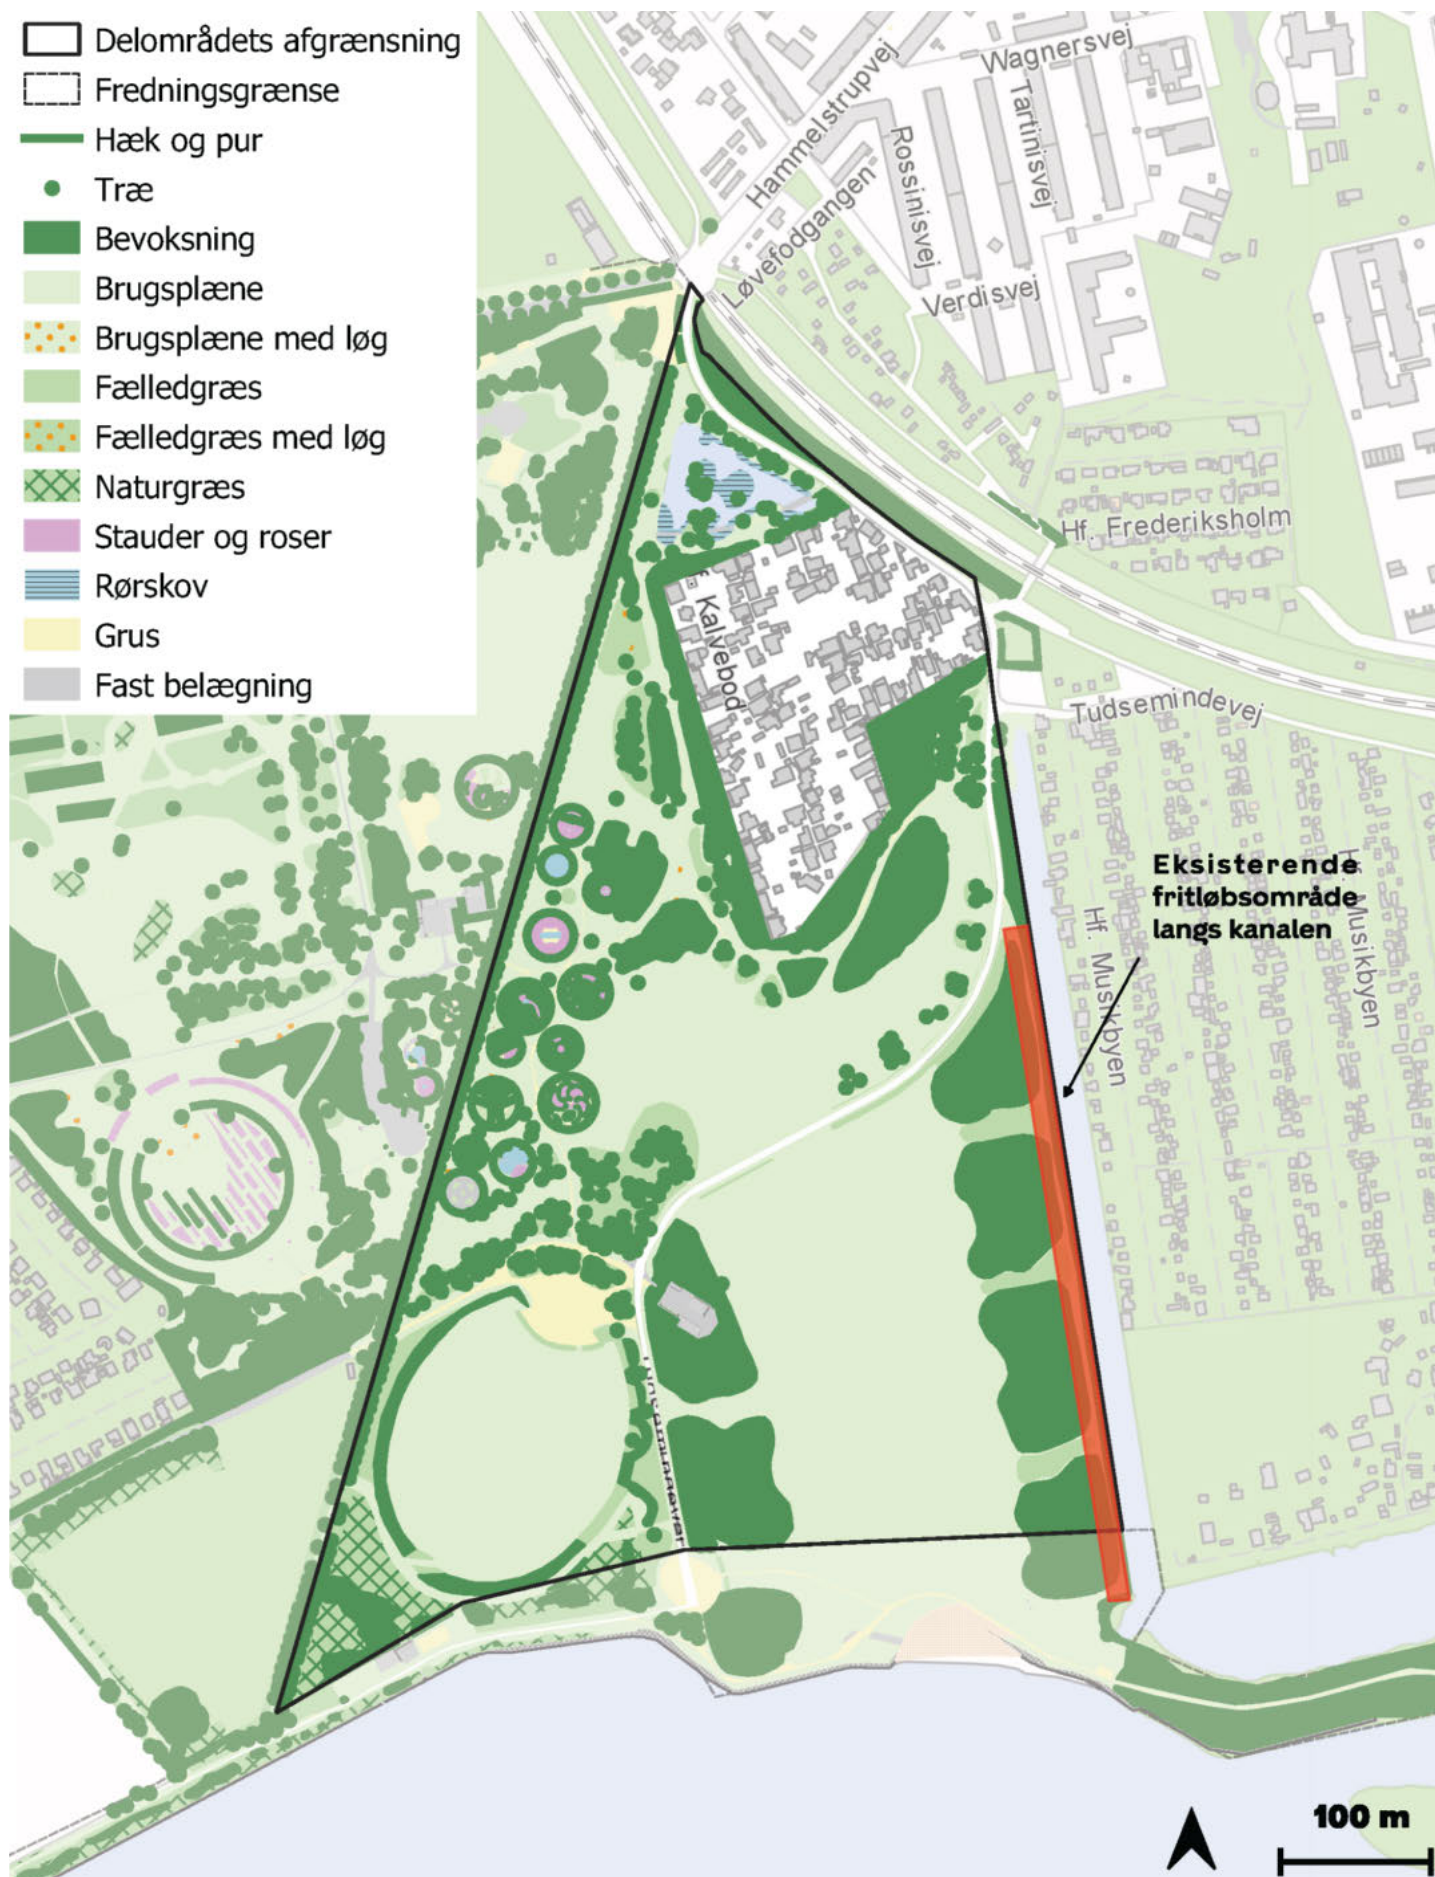 Delområdets afgrænsning
Fredningsgrænse
Hæk og pur
Træ
Bevoksning
Brugsplæne
Brugsplæne med løg
Fælledgræs
Fælledgræs med løg
Naturgræs
Stauder og roser
Rørskov
Grus
Fast belægning
Wagnersvej
Hammelstrupvej
Tartinisvej
Rossinisvej
Løvefodgangen
Verdisvej
Hf. Frederiksholm
Kalvebod
Tudsemindevej
Eksisterende
fritløbsområde
langs kanalen
Hf. Musikbyen
Hf. Musikbyen
100 m